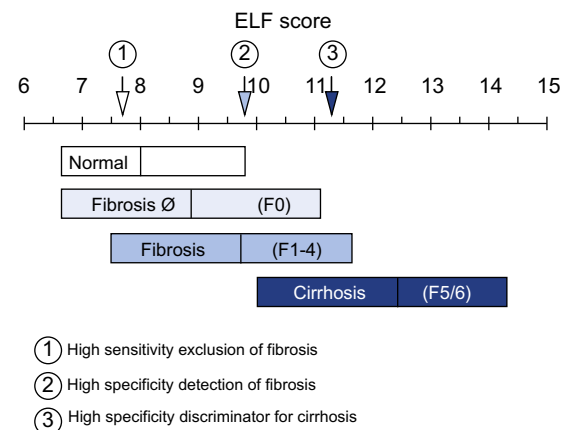 ELF score
1 2 3
6 7 8 9 10 11 12 13 14 15
Normal
Fibrosis Ø (F0)
Fibrosis (F1-4)
Cirrhosis (F5/6)
1 High sensitivity exclusion of fibrosis
2 High specificity detection of fibrosis
3 High specificity discriminator for cirrhosis